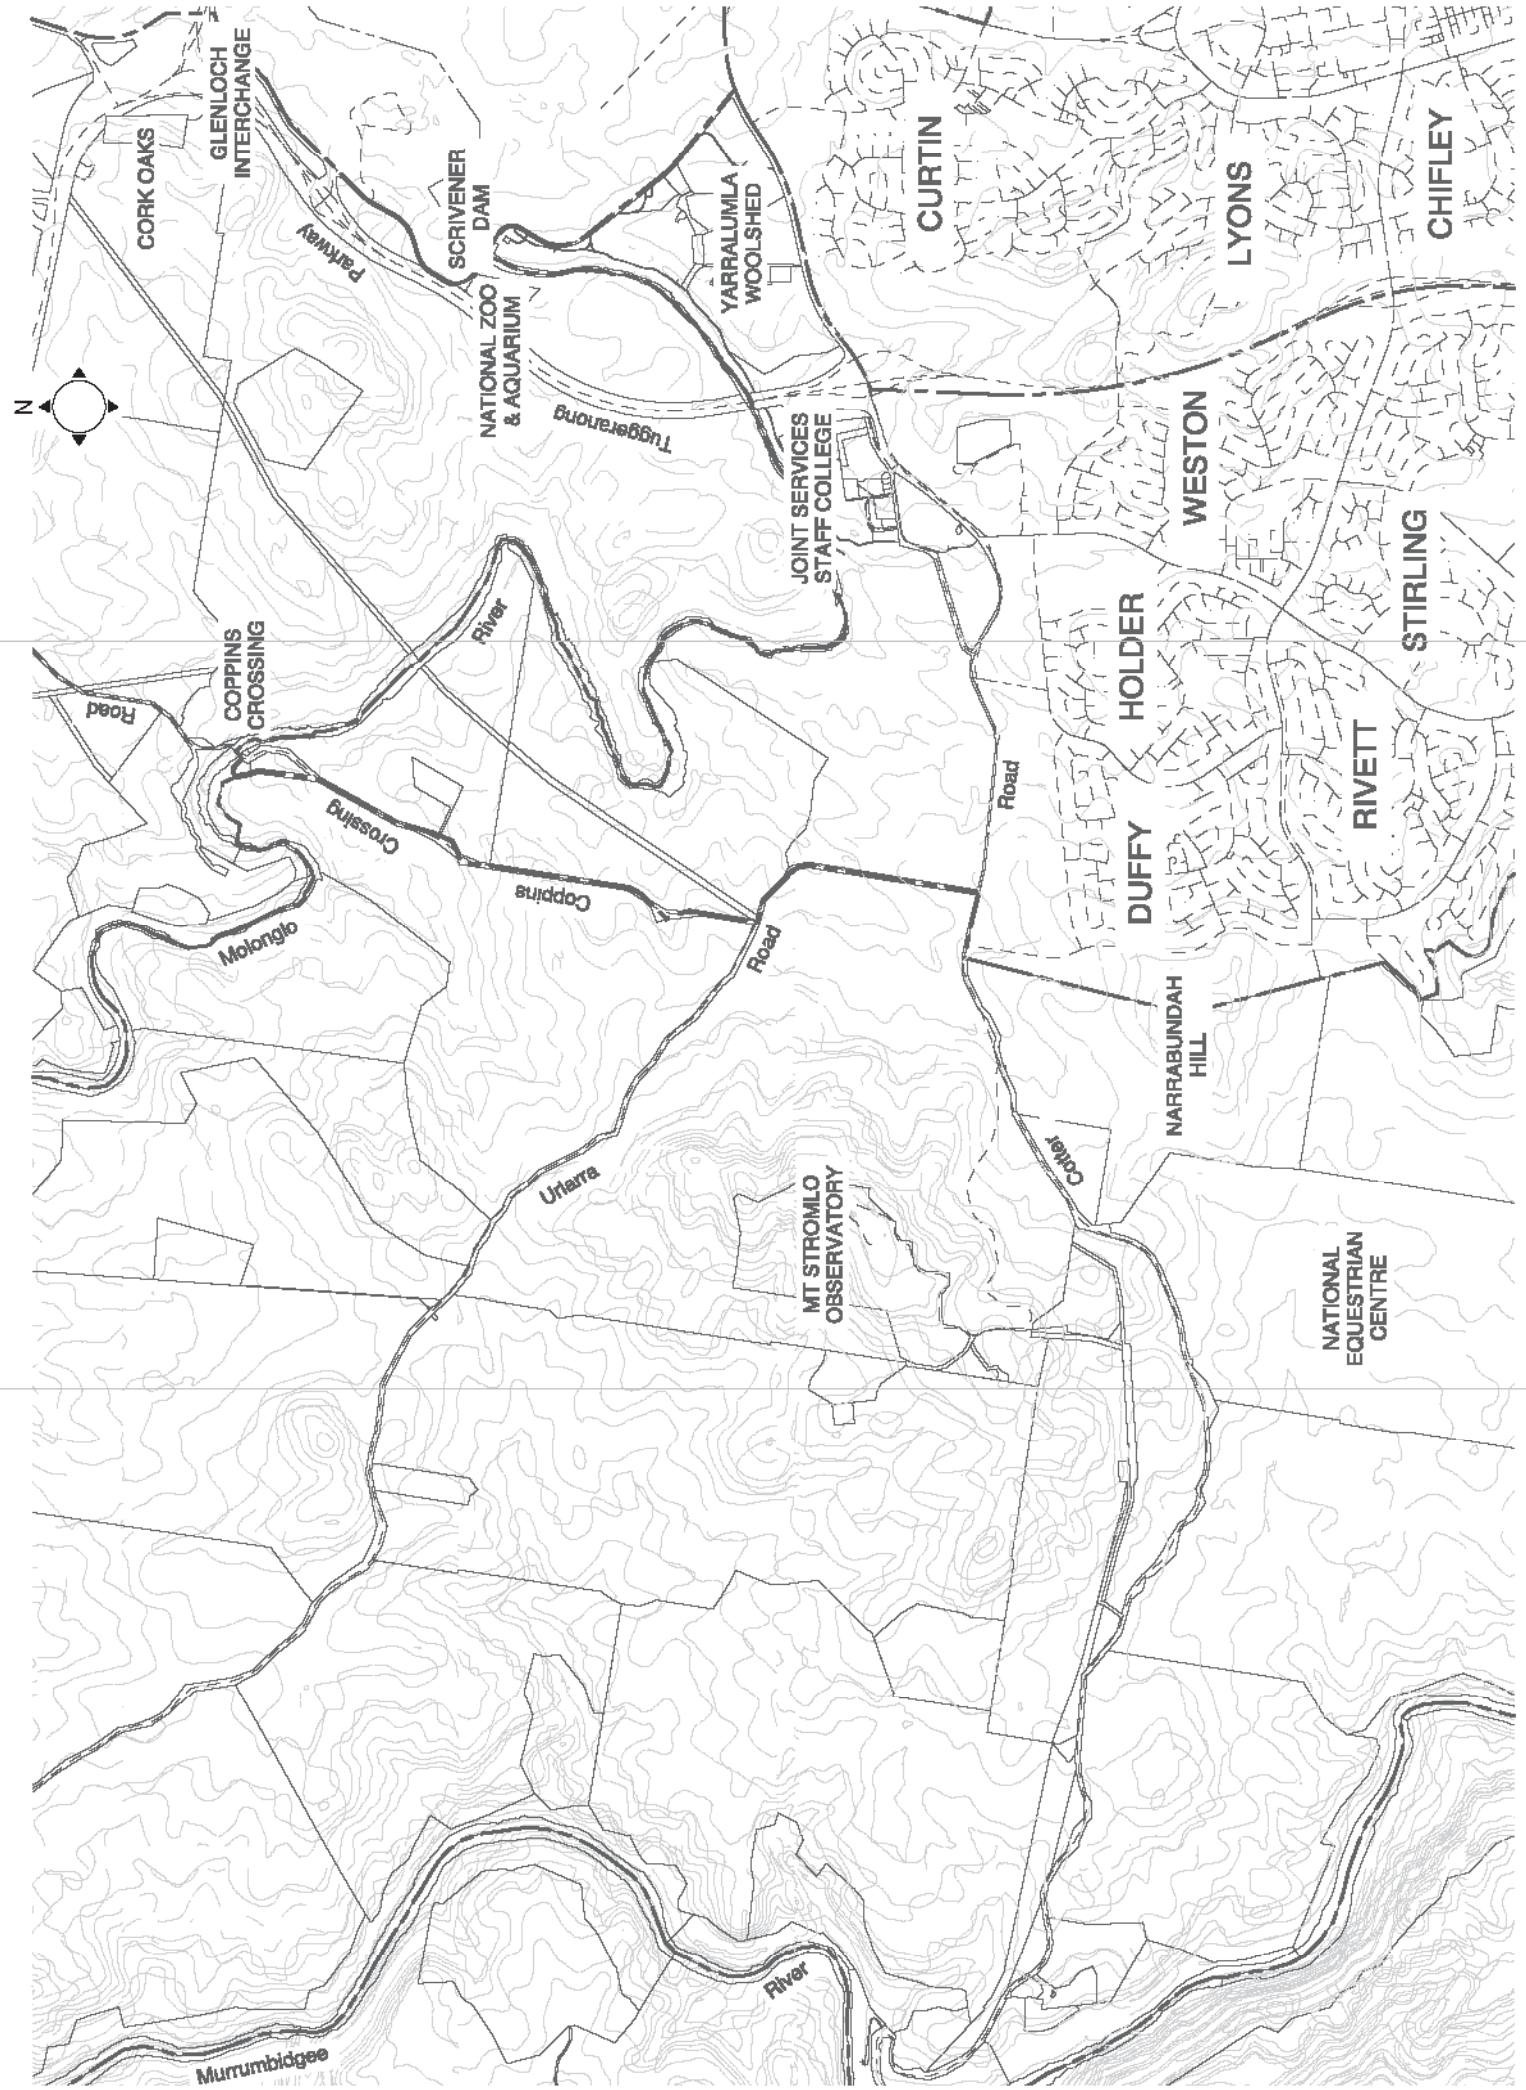 N
GLENLOCH
INTERCHANGE
CORK OAKS
Parkway
SCRIVENER
DAM
NATIONAL ZOO
& AQUARIUM
YARRALUMLA
WOOLSHED
Tuggeranong
JOINT SERVICES
STAFF COLLEGE
CURTIN
LYONS
CHIFLEY
WESTON
STIRLING
HOLDER
RIVETT
DUFFY
COPPINS
CROSSING
Road
River
Crossing
Coppins
Molonglo
Road
Road
Uriarra
Cotter
NARRABUNDAH
HILL
MT STROMLO
OBSERVATORY
NATIONAL
EQUESTRIAN
CENTRE
River
Murrumbidgee